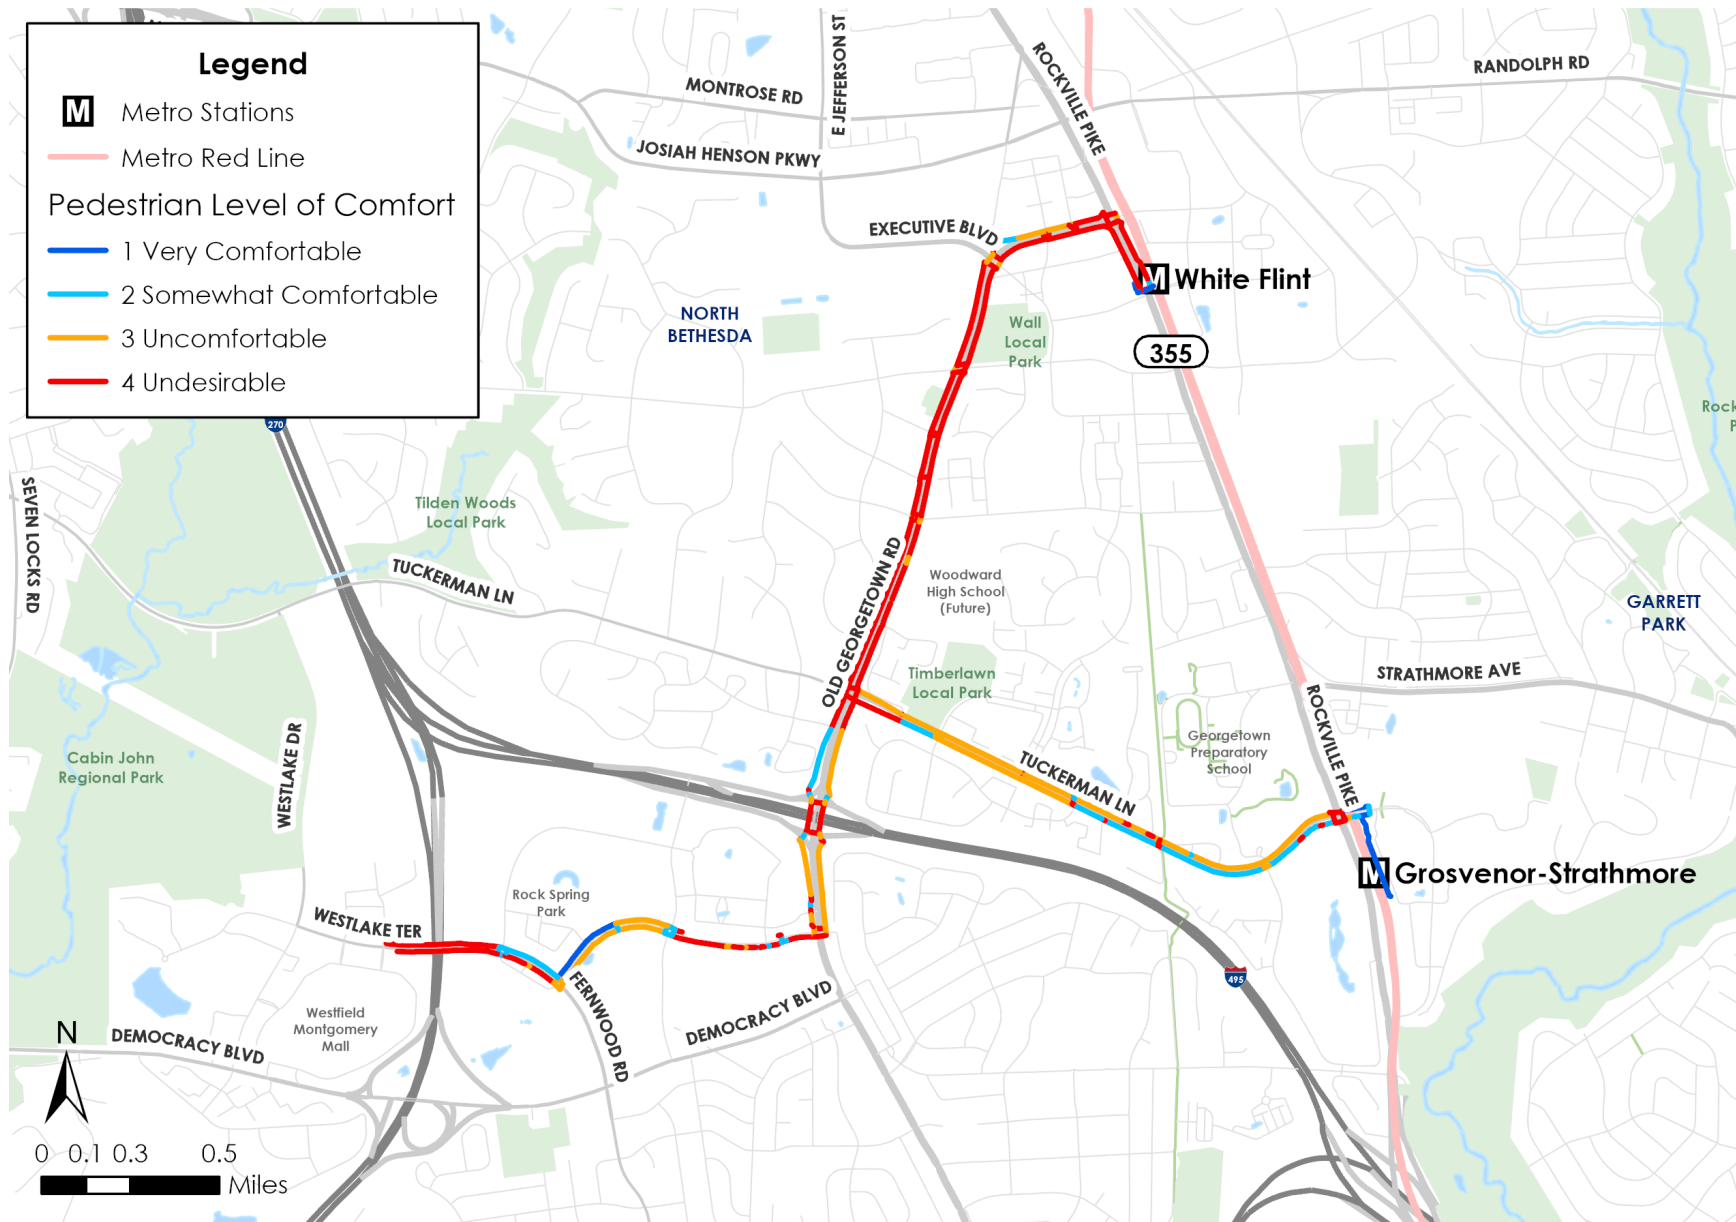 Legend
M Metro Stations
Metro Red Line
Pedestrian Level of Comfort
1 Very Comfortable
2 Somewhat Comfortable
3 Uncomfortable
4 Undesirable
MONTROSE RD
E JEFFERSON ST
ROCKVILLE PIKE
RANDOLPH RD
JOSIAH HENSON PKWY
EXECUTIVE BLVD
M White Flint
NORTH
BETHESDA
Wall
Local
Park
355
270
SEVEN LOCKS RD
Tilden Woods
Local Park
TUCKERMAN LN
OLD GEORGETOWN RD
Woodward
High School
(Future)
GARRETT
PARK
Timberlawn
Local Park
STRATHMORE AVE
ROCKVILLE PIKE
Georgetown
Preparatory
School
Cabin John
Regional Park
WESTLAKE DR
TUCKERMAN LN
M Grosvenor-Strathmore
Rock Spring
Park
WESTLAKE TER
FERNWOOD RD
495
Westfield
Montgomery
Mall
DEMOCRACY BLVD
DEMOCRACY BLVD
N
0 0.1 0.3 0.5
Miles